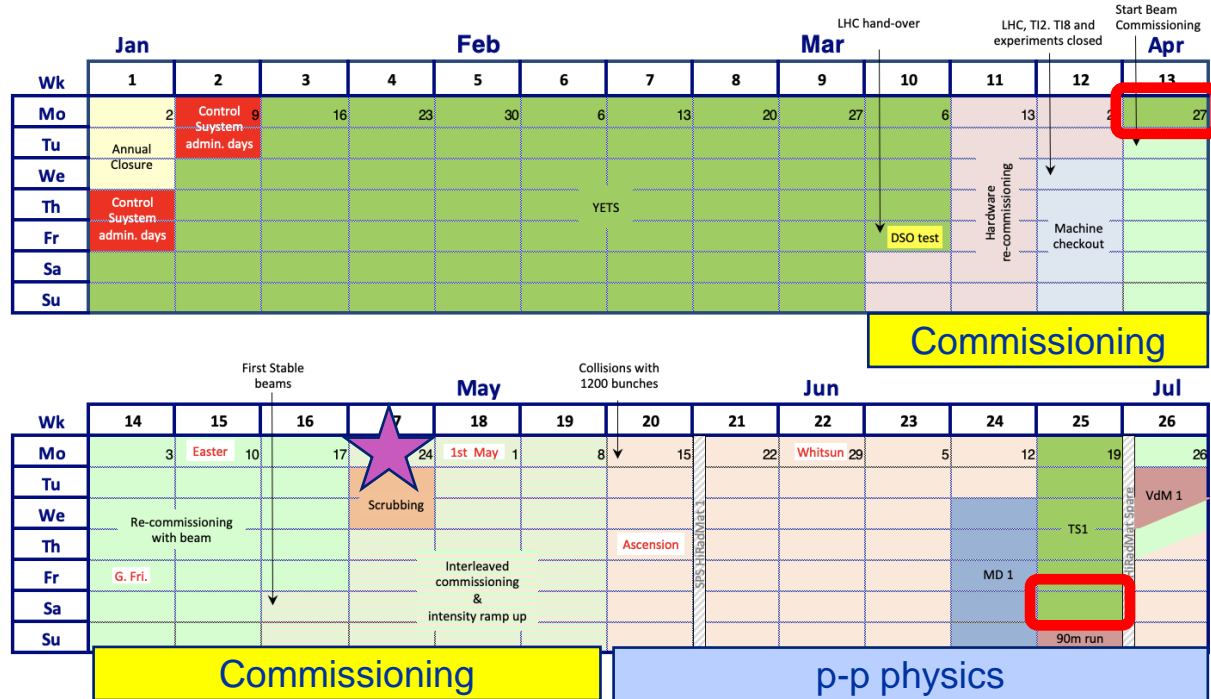 Start Beam
Commissioning
LHC hand-over
LHC, TI2. TI8 and
experiments closed
Jan Feb Mar Apr
Wk 1 2 3 4 5 6 7 8 9 10 11 12 13
Mo 2 9 16 23 30 6 13 20 27 6 13 27
Control
Suystem
admin. days
Tu
Annual
Closure
We
Th
Control
Suystem
admin. days
YETS
Hardware
re-commissioning
Machine
checkout
Fr
DSO test
Sa
Su
Commissioning
First Stable
beams
Collisions with
1200 bunches
May Jun Jul
Wk 14 15 16 18 19 20 21 22 23 24 25 26
Mo 3 Easter 10 17 24 1st May 1 8 15 22 Whitsun 29 5 12 19 26
Tu
Scrubbing
VdM 1
We
Re-commissioning
with beam
SPS HiRadMat 1
TS1
HiRadMat Spare
Th
Ascension
Fr
G. Fri.
Interleaved
commissioning
&
intensity ramp up
MD 1
Sa
Su
90m run
Commissioning
p-p physics